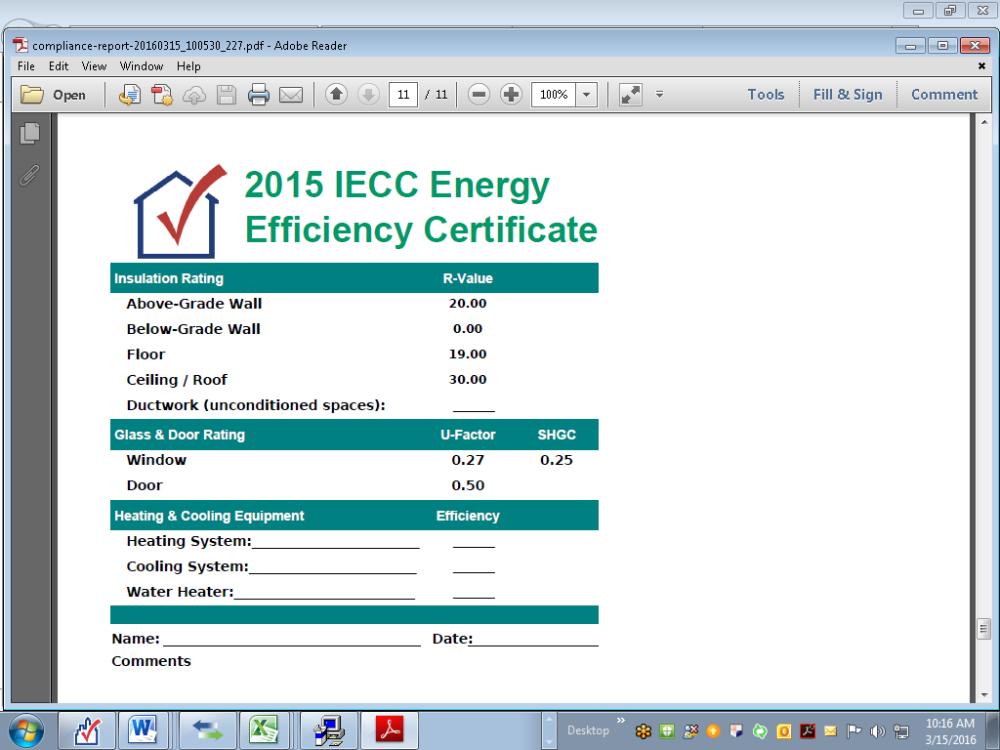 compliance-report-20160315_100530_227.pdf - Adobe Reader
File Edit View Window Help
Open 11 / 11 100% Tools Fill & Sign Comment
2015 IECC Energy
Efficiency Certificate
Insulation Rating R-Value
Above-Grade Wall 20.00
Below-Grade Wall 0.00
Floor 19.00
Ceiling / Roof 30.00
Ductwork (unconditioned spaces): _____
Glass & Door Rating U-Factor SHGC
Window 0.27 0.25
Door 0.50
Heating & Cooling Equipment Efficiency
Heating System:____________________ _____
Cooling System:____________________ _____
Water Heater:______________________ _____
Name: ______________________________ Date:_______________
Comments
Desktop »
10:16 AM
3/15/2016